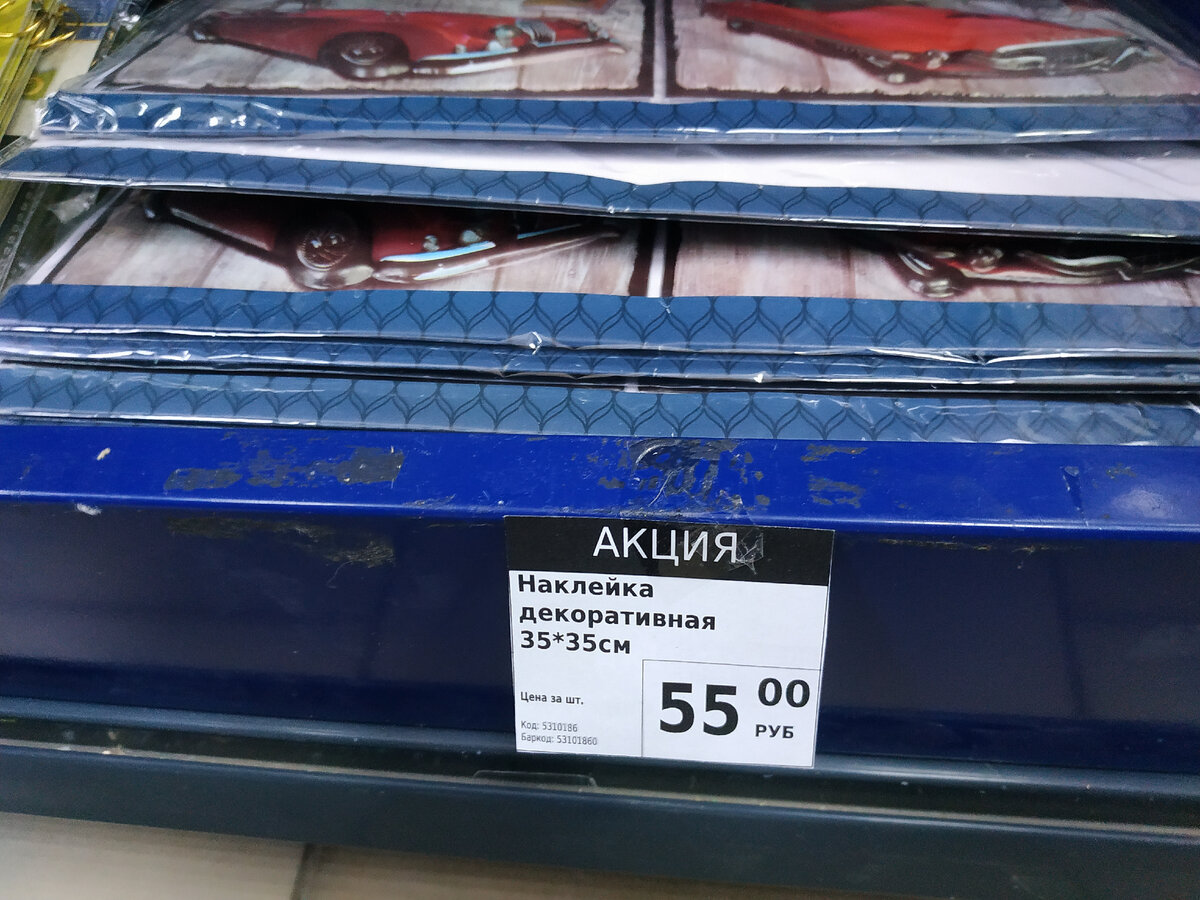 АКЦИЯ
Наклейка
декоративная
35*35см
Цена за шт.
55 00
РУБ
Код: 5310186
Баркод: 53101860